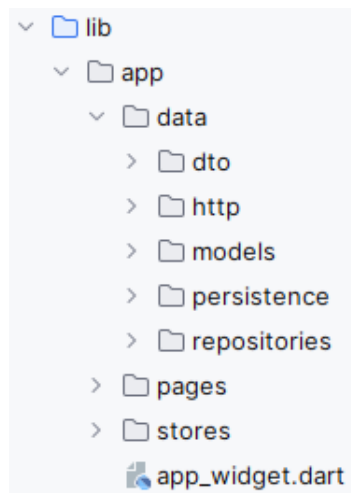 lib
app
data
dto
http
models
persistence
repositories
pages
stores
app_widget.dart